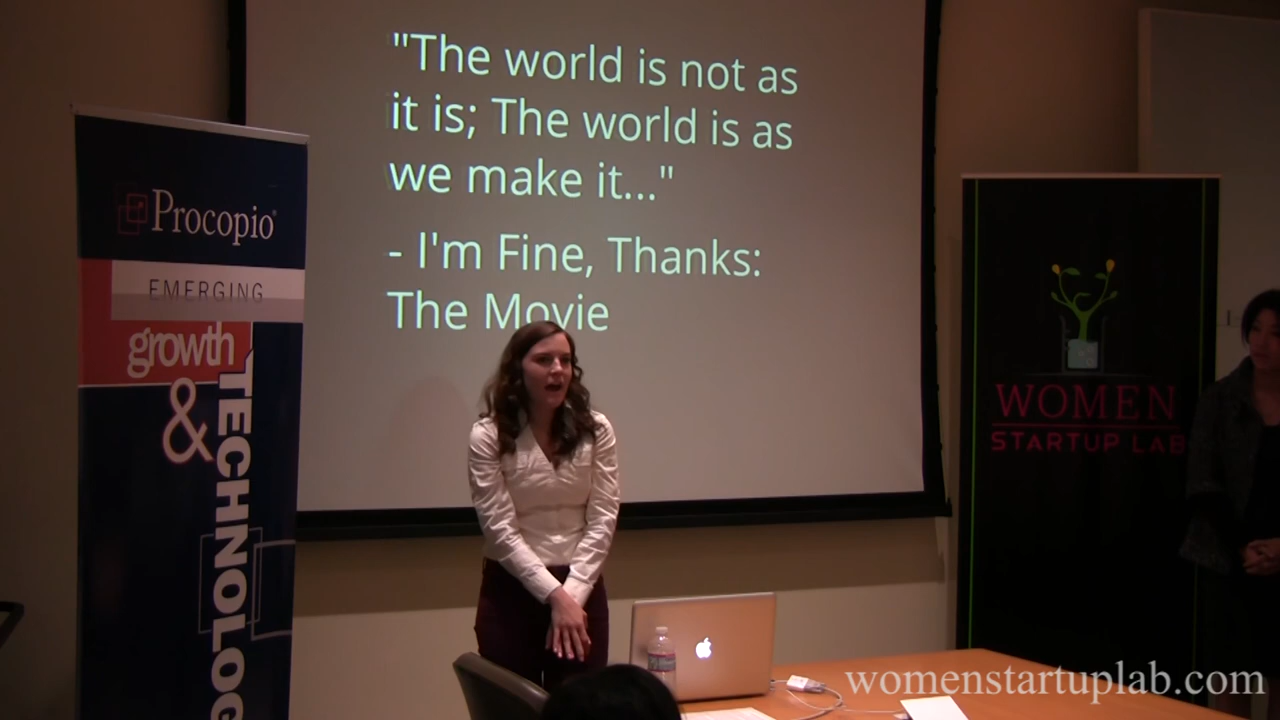 "The world is not as
it is; The world is as
we make it..."
- I'm Fine, Thanks:
The Movie
Procopio
EMERGING
growth
&
TECHNOLOG
WOMEN
STARTUP LAB
womenstartuplab.com